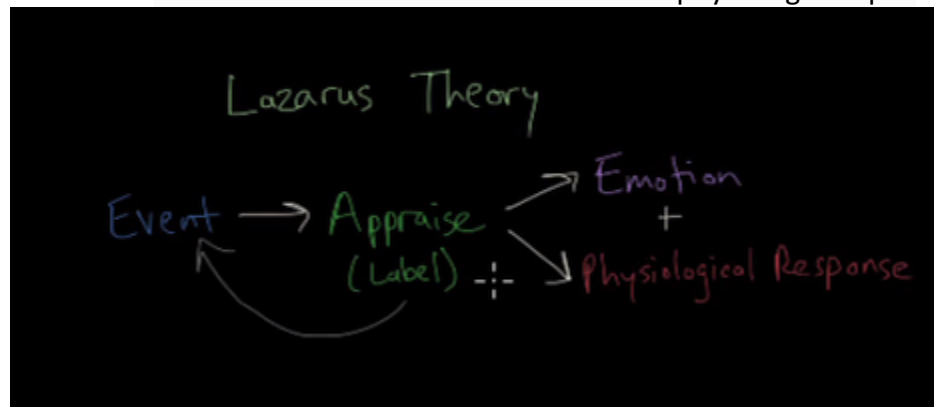 Lazarus Theory
Event → Appraise
(Label)
Emotion
+
Physiological Response